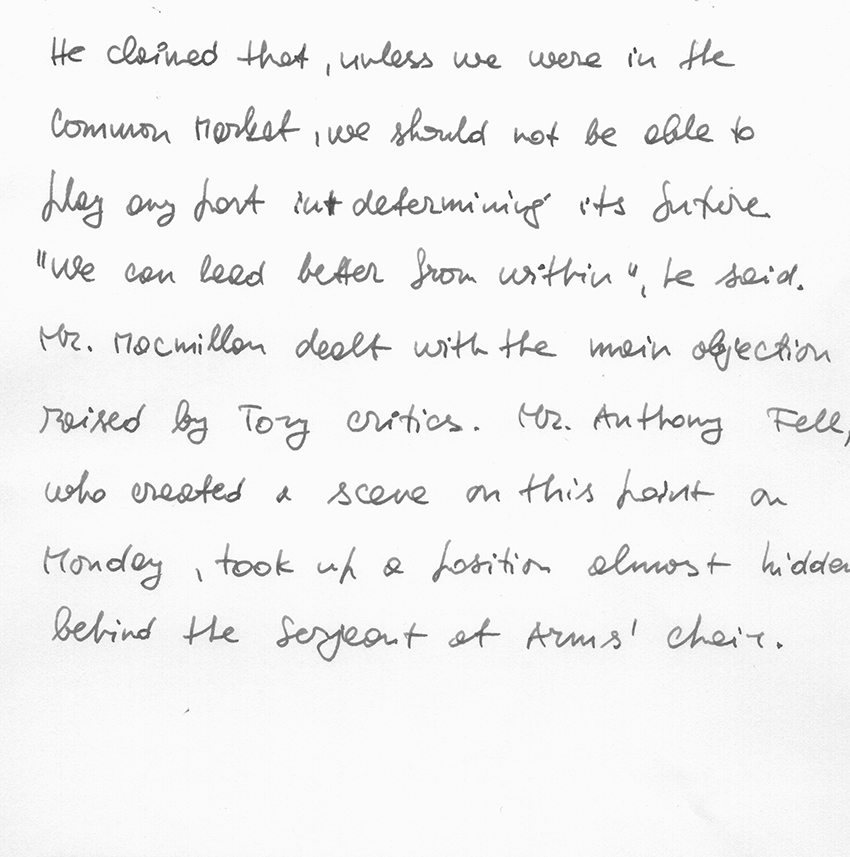 He claimed that, unless we were in the
Common Market, we should not be able to
play any part in determining its future
"We can lead better from within", he said.
Mr. Macmillan dealt with the main objection
raised by Tory critics. Mr. Anthony Fell,
who created a scene on this point on
Monday, took up a position almost hidden
behind the Serjeant at Arms' chair.